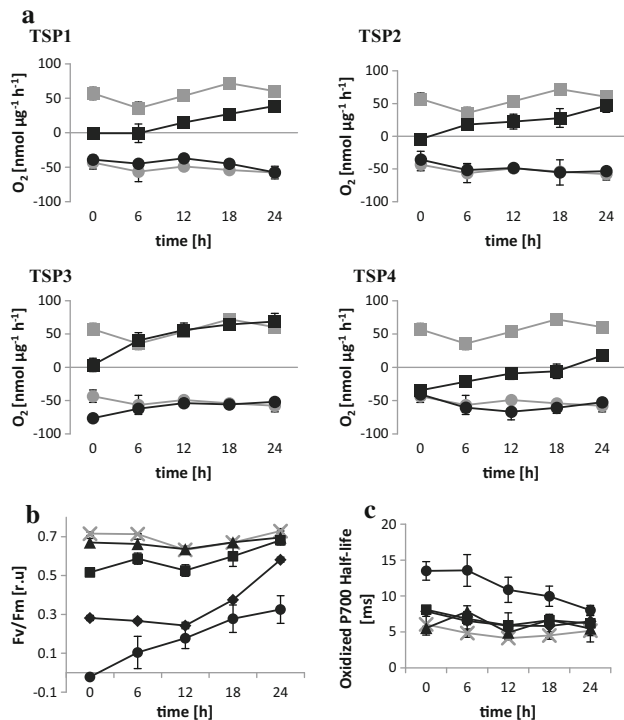 a
TSP1
TSP2
100
50
0
-50
-100
O₂ [nmol µg⁻¹ h⁻¹]
0 6 12 18 24
time [h]
100
50
0
-50
-100
O₂ [nmol µg⁻¹ h⁻¹]
0 6 12 18 24
time [h]
TSP3
TSP4
100
50
0
-50
-100
O₂ [nmol µg⁻¹ h⁻¹]
0 6 12 18 24
time [h]
100
50
0
-50
-100
O₂ [nmol µg⁻¹ h⁻¹]
0 6 12 18 24
time [h]
b
0.7
0.5
0.3
0.1
-0.1
Fv/Fm [r.u]
0 6 12 18 24
time [h]
c
20
15
10
5
0
Oxidized P700 Half-life
[ms]
0 6 12 18 24
time [h]